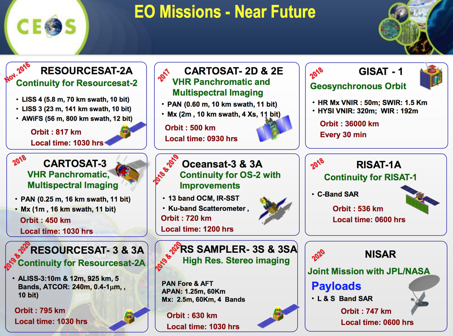 CEOS
EO Missions - Near Future
Nov. 2016
RESOURCESAT-2A
Continuity for Resourcesat-2
• LISS 4 (5.8 m, 70 km swath, 10 bit)
• LISS 3 (23 m, 141 km swath, 10 bit)
• AWiFS (56 m, 800 km swath, 12 bit)
Orbit : 817 km
Local time: 1030 hrs
2017
CARTOSAT- 2D & 2E
VHR Panchromatic and
Multispectral Imaging
• PAN (0.60 m, 10 km swath, 11 bit)
• Mx (2m , 10 km swath, 4 Xs, 11 bit)
Orbit : 500 km
Local time: 0930 hrs
2018
GISAT - 1
Geosynchronous Orbit
• HR Mx VNIR : 50m; SWIR: 1.5 Km
• HYSI VNIR: 320m; WIR : 192m
Orbit : 36000 km
Every 30 min
2018
CARTOSAT-3
VHR Panchromatic,
Multispectral Imaging
• PAN (0.25 m, 16 km swath, 11 bit)
• Mx (1m , 16 km swath, 11 bit)
Orbit : 450 km
Local time: 1030 hrs
2018 & 2019
Oceansat-3 & 3A
Continuity for OS-2 with
Improvements
• 13 band OCM, IR-SST
• Ku-band Scatterometer ,
Orbit : 720 km
Local time: 1200 hrs
2018
RISAT-1A
Continuity for RISAT-1
• C-Band SAR
Orbit : 536 km
Local time: 0600 hrs
2019 & 2020
RESOURCESAT- 3 & 3A
Continuity for Resourcesat-2A
• ALISS-3:10m & 12m, 925 km, 5
Bands, ATCOR: 240m, 0.4-1µm, ,
10 bit)
Orbit : 795 km
Local time: 1030 hrs
2019 & 2020
RS SAMPLER- 3S & 3SA
High Res. Stereo imaging
PAN Fore & AFT
APAN: 1.25m, 60Km
Mx: 2.5m, 60Km, 4 Bands
Orbit : 630 km
Local time: 1030 hrs
2020
NISAR
Joint Mission with JPL/NASA
Payloads
• L & S Band SAR
Orbit : 747 km
Local time: 0600 hrs